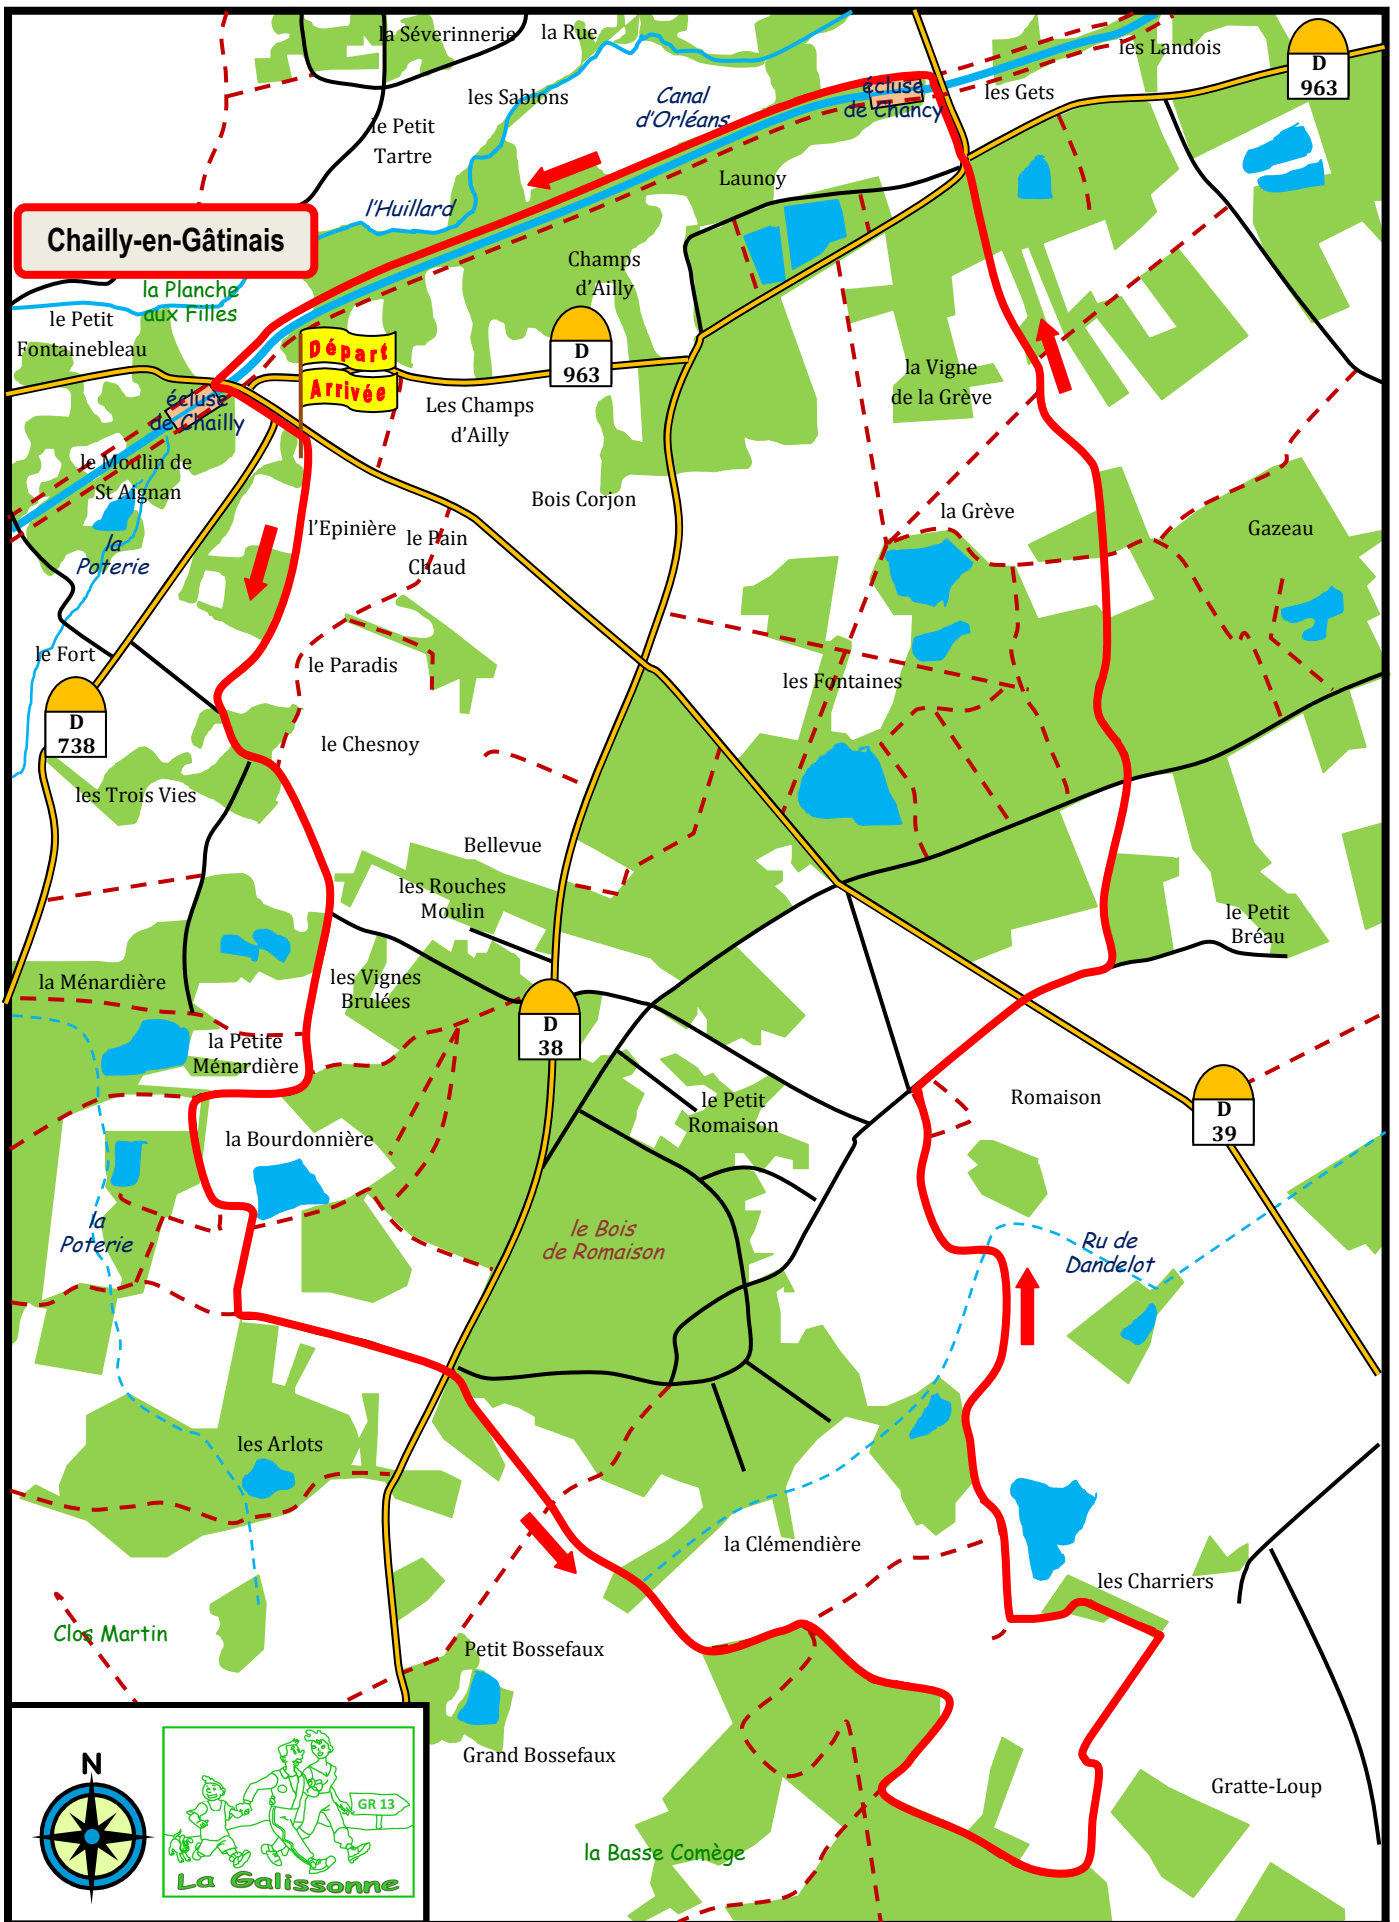 la Séverinnerie
la Rue
les Landois
D
963
les Sablons
Canal
d'Orléans
écluse
de Chancy
les Gets
le Petit
Tartre
Launoy
l'Huillard
Chailly-en-Gâtinais
Champs
d'Ailly
la Planche
aux Filles
le Petit
Fontainebleau
Départ
Arrivée
D
963
la Vigne
de la Grève
écluse
de Chailly
Les Champs
d'Ailly
le Moulin de
St Aignan
Bois Corjon
la Grève
Gazeau
l'Epinière
le Pain
Chaud
la
Poterie
le Fort
le Paradis
les Fontaines
D
738
le Chesnoy
les Trois Vies
Bellevue
les Rouches
Moulin
le Petit
Bréau
la Ménardière
les Vignes
Brulées
D
38
la Petite
Ménardière
le Petit
Romaison
Romaison
D
39
la Bourdonnière
la
Poterie
le Bois
de Romaison
Ru de
Dandelot
les Arlots
la Clémendière
les Charriers
Clos Martin
Petit Bossefaux
Grand Bossefaux
Gratte-Loup
la Basse Comège
N
GR 13
La Galissonne